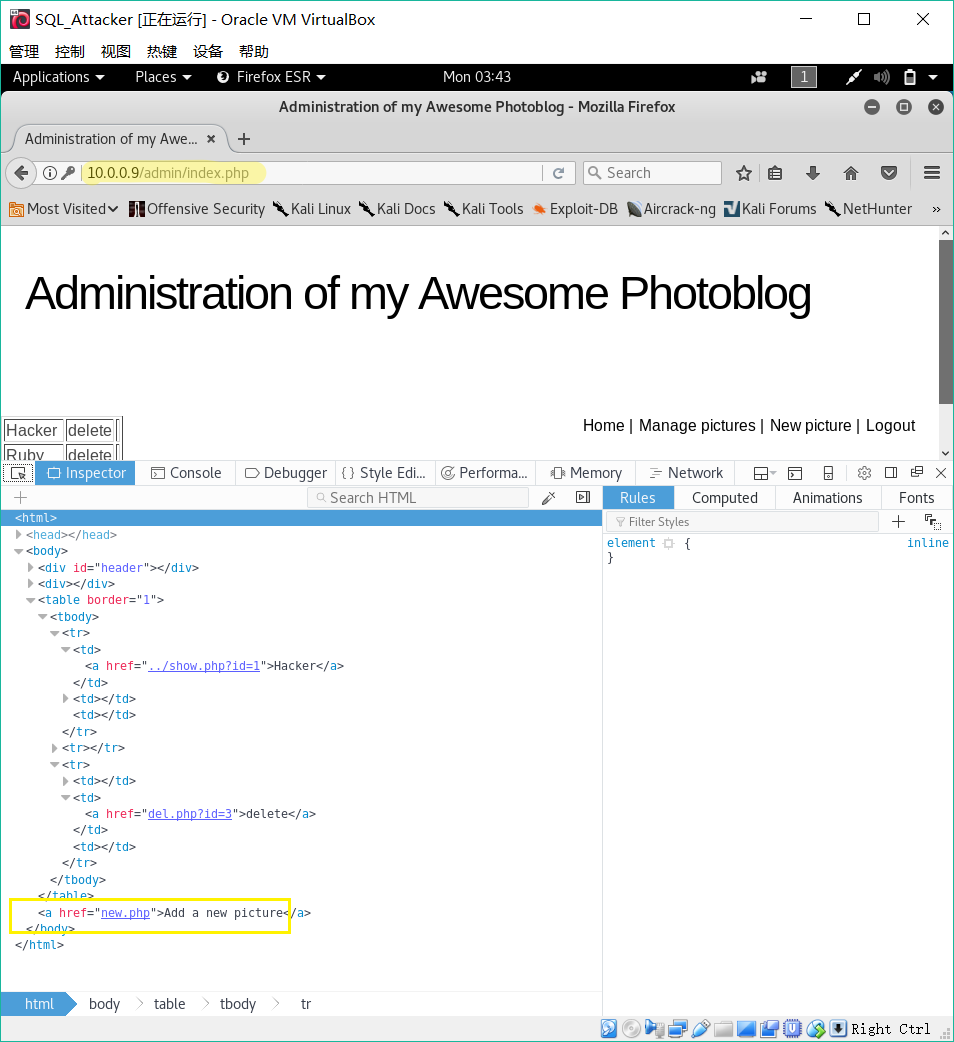 SQL_Attacker [正在运行] - Oracle VM VirtualBox
管理 控制 视图 热键 设备 帮助
Applications Places Firefox ESR Mon 03:43 1
Administration of my Awesome Photoblog - Mozilla Firefox
Administration of my Awe...
10.0.0.9/admin/index.php Search
Most Visited Offensive Security Kali Linux Kali Docs Kali Tools Exploit-DB Aircrack-ng Kali Forums NetHunter »
Administration of my Awesome Photoblog
Home | Manage pictures | New picture | Logout
Hacker delete
Ruby delete
Inspector Console Debugger { } Style Edi... Performa... Memory Network
Search HTML Rules Computed Animations Fonts
Filter Styles
<html>
<head></head>
<body>
<div id="header"></div>
<div></div>
<table border="1">
<tbody>
<tr>
<td>
<a href="../show.php?id=1">Hacker</a>
</td>
<td></td>
<td></td>
</tr>
<tr></tr>
<tr>
<td></td>
<td>
<a href="del.php?id=3">delete</a>
</td>
<td></td>
</tr>
</tbody>
</table>
<a href="new.php">Add a new picture</a>
</body>
</html>
element { inline
}
html body table tbody tr
Right Ctrl